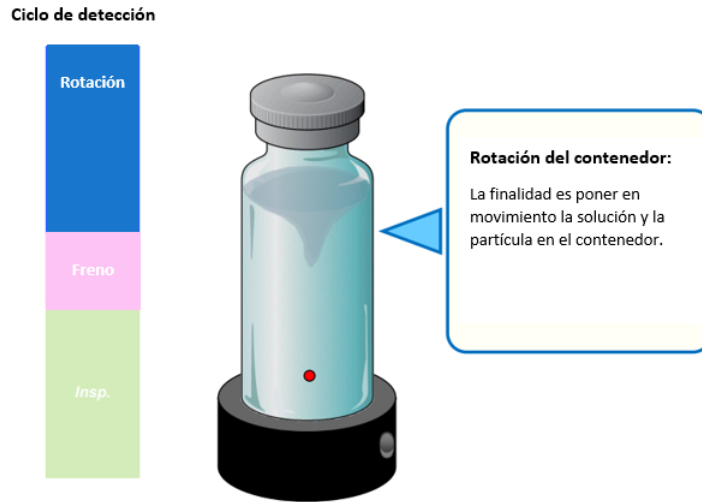 Ciclo de detección
Rotación
Freno
Insp.
Rotación del contenedor:
La finalidad es poner en
movimiento la solución y la
partícula en el contenedor.